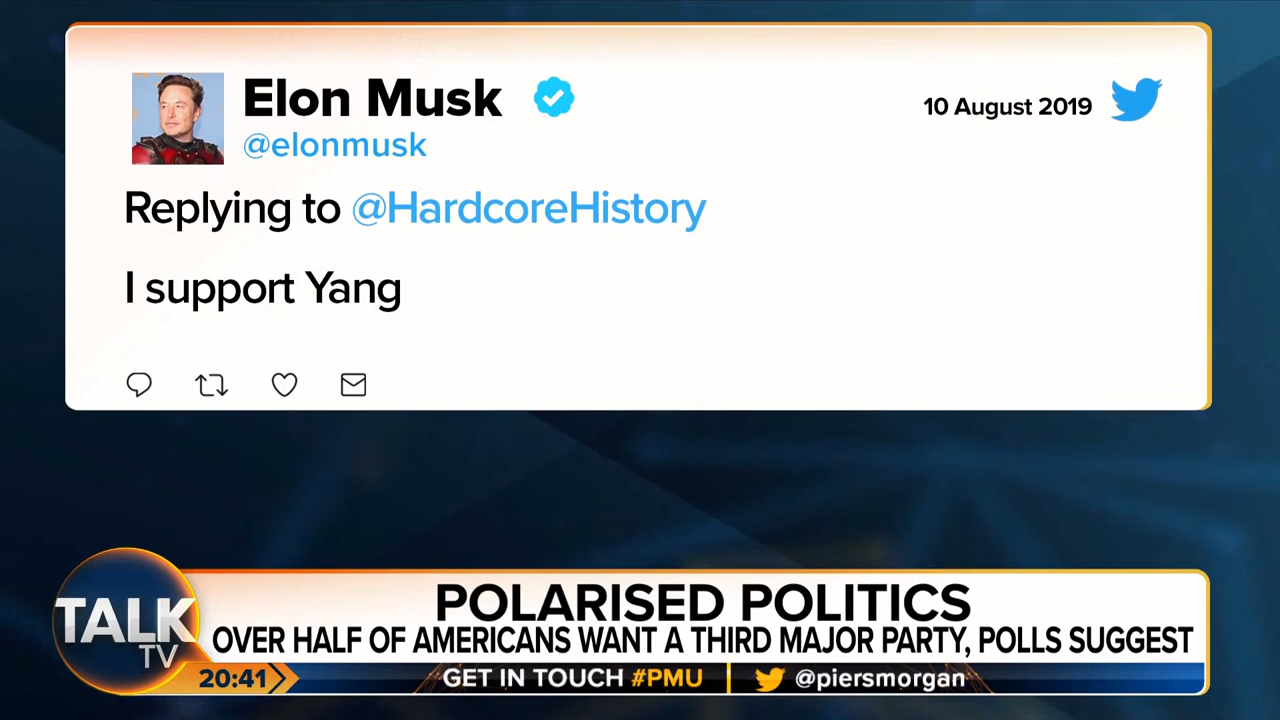 Elon Musk
@elonmusk
10 August 2019
Replying to @HardcoreHistory
I support Yang
POLARISED POLITICS
OVER HALF OF AMERICANS WANT A THIRD MAJOR PARTY, POLLS SUGGEST
TALK
TV
20:41
GET IN TOUCH #PMU
@piersmorgan